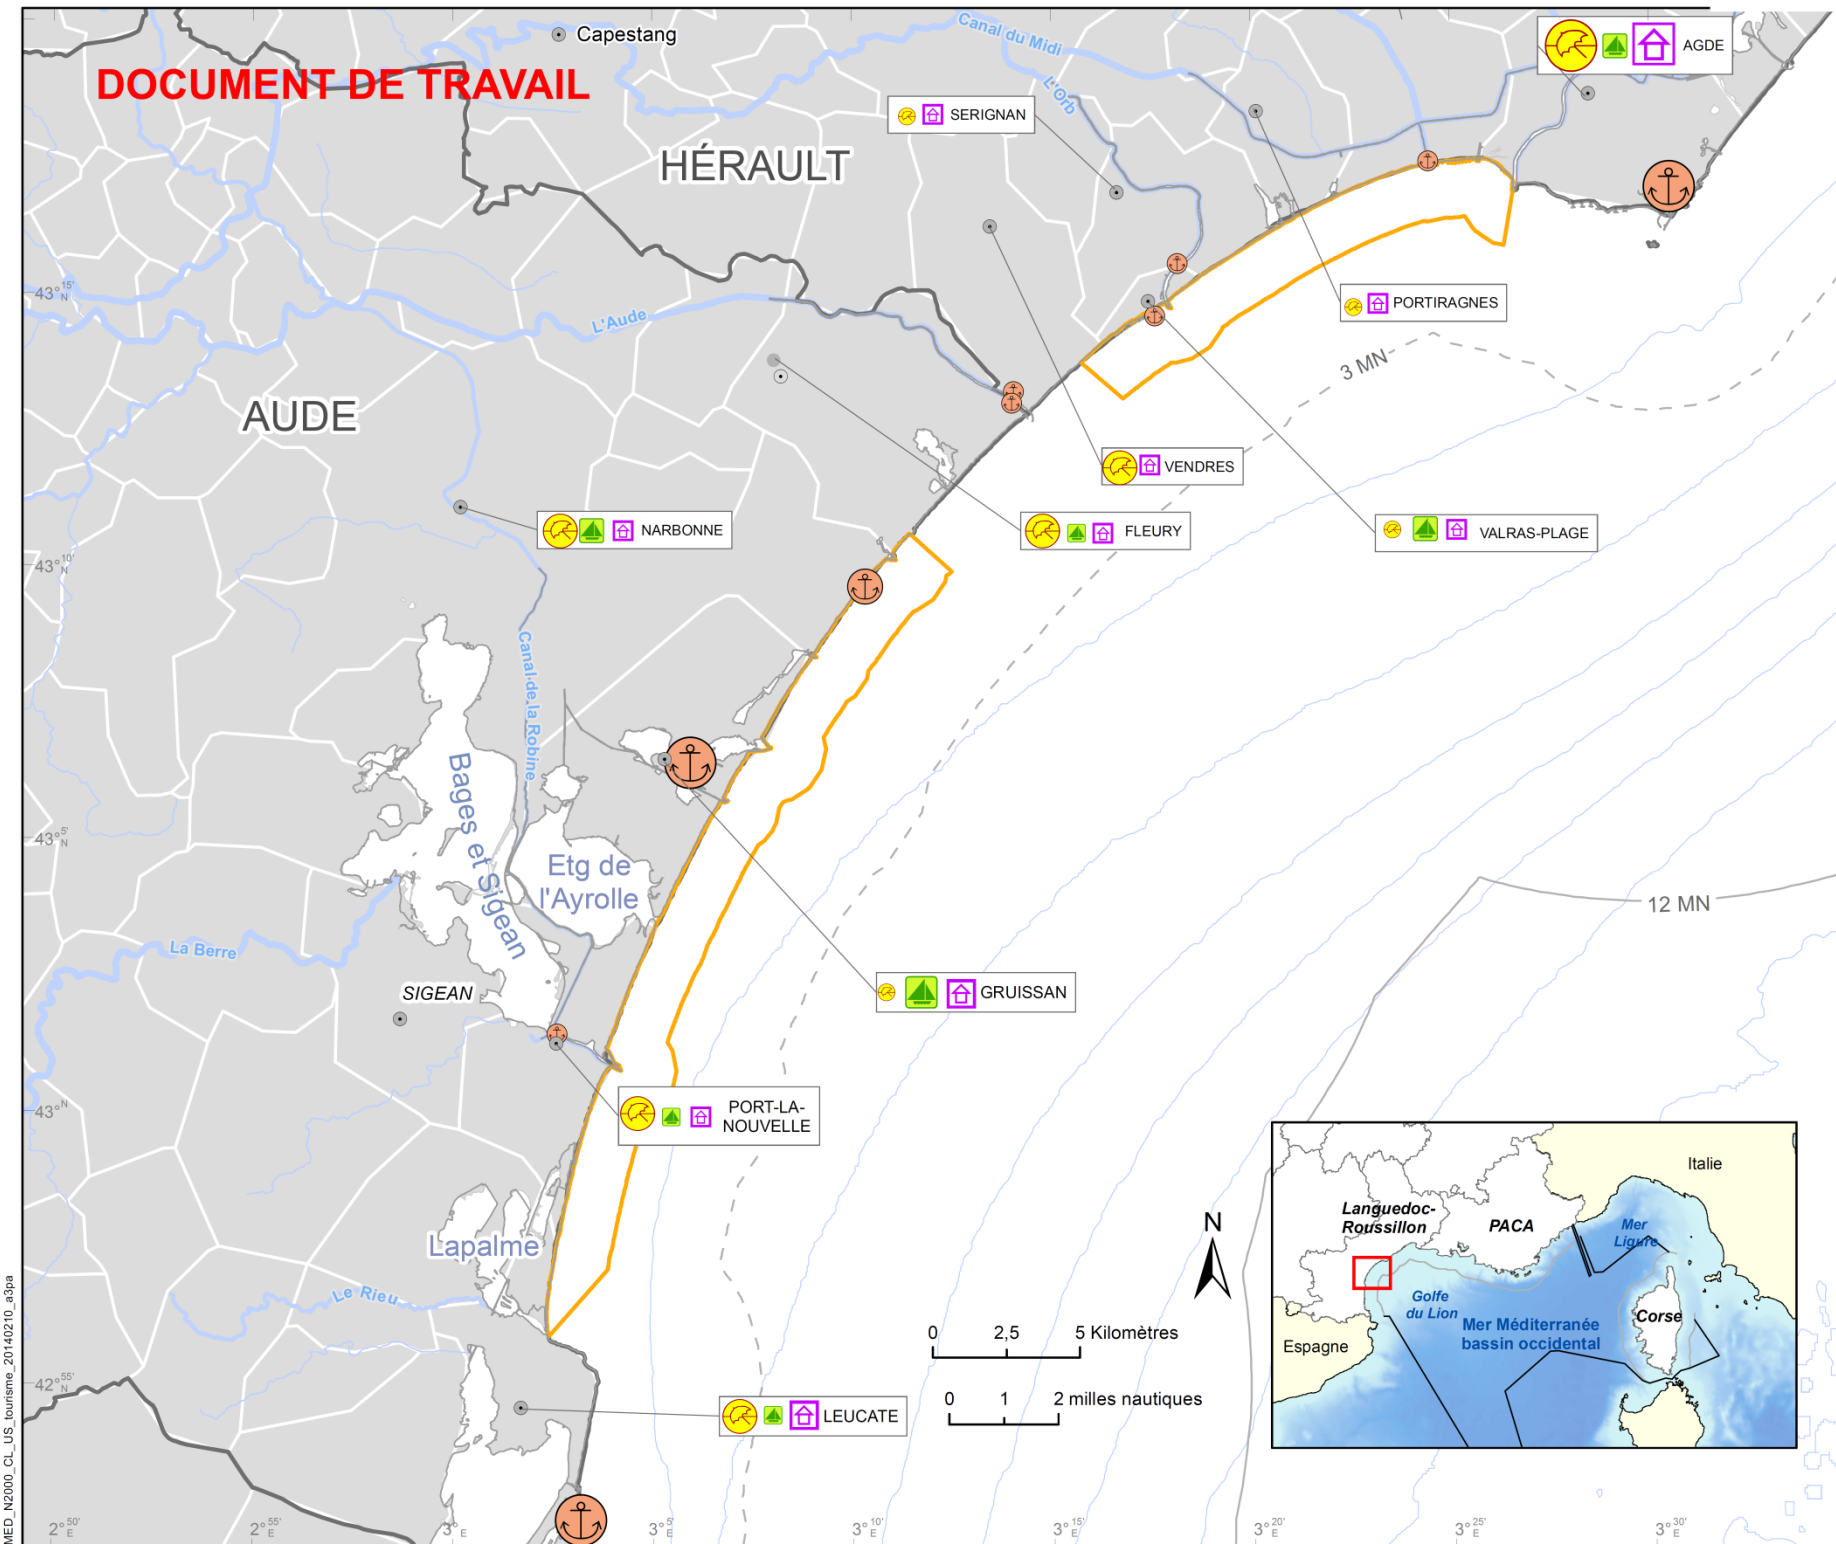 Capestang
DOCUMENT DE TRAVAIL
Canal du Midi
L'Orb
AGDE
SERIGNAN
HÉRAULT
PORTIRAGNES
43° 15' N
L'Aude
3 MN
AUDE
VENDRES
NARBONNE
FLEURY
VALRAS-PLAGE
43° 10' N
Canal de la Robine
Bages et Sigean
43° 5' N
Etg de
l'Ayrolle
12 MN
La Berre
SIGEAN
GRUISSAN
43° N
PORT-LA-
NOUVELLE
Lapalme
Le Rieu
N
0 2,5 5 Kilomètres
0 1 2 milles nautiques
42° 55' N
LEUCATE
Italie
Languedoc-
Roussillon
PACA
Mer
Ligure
Golfe
du Lion
Mer Méditerranée
bassin occidental
Corse
Espagne
2° 50' E
2° 55' E
3° E
3° 5' E
3° 10' E
3° 15' E
3° 20' E
3° 25' E
3° 30' E
MED_N2000_CL_US_tourisme_20140210_a3pa